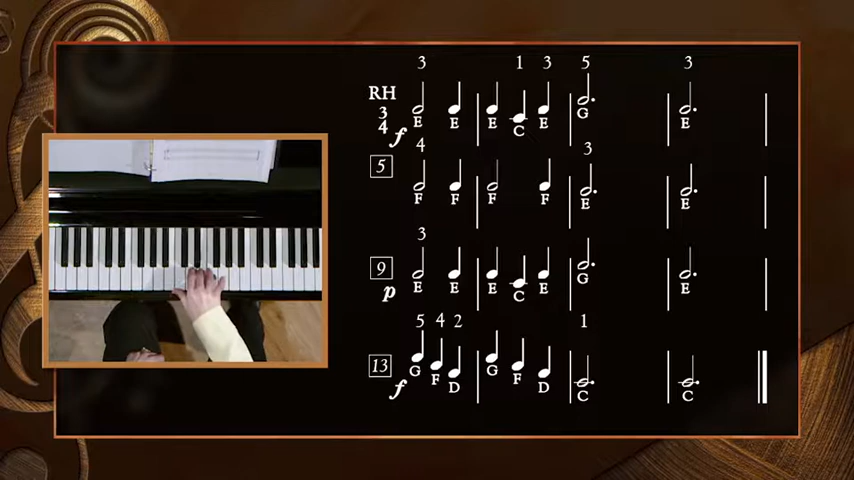 3 1 3 5 3
RH
3
4
f E E E C E G E
4 3
5 F F F F E E
3
9 p E E E C E G E
5 4 2 1
13 f G F D G F D C C